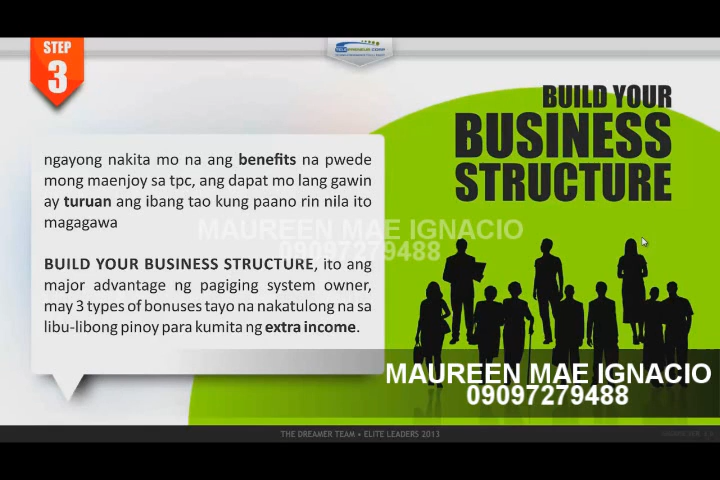 STEP
3
BUILD YOUR
BUSINESS
STRUCTURE
ngayong nakita mo na ang benefits na pwede
mong maenjoy sa tpc, ang dapat mo lang gawin
ay turuan ang ibang tao kung paano rin nila ito
magagawa
MAUREEN MAE IGNACIO
09097279488
BUILD YOUR BUSINESS STRUCTURE, ito ang
major advantage ng pagiging system owner,
may 3 types of bonuses tayo na nakatulong na sa
libu-libong pinoy para kumita ng extra income.
MAUREEN MAE IGNACIO
09097279488
THE DREAMER TEAM • ELITE LEADERS 2013